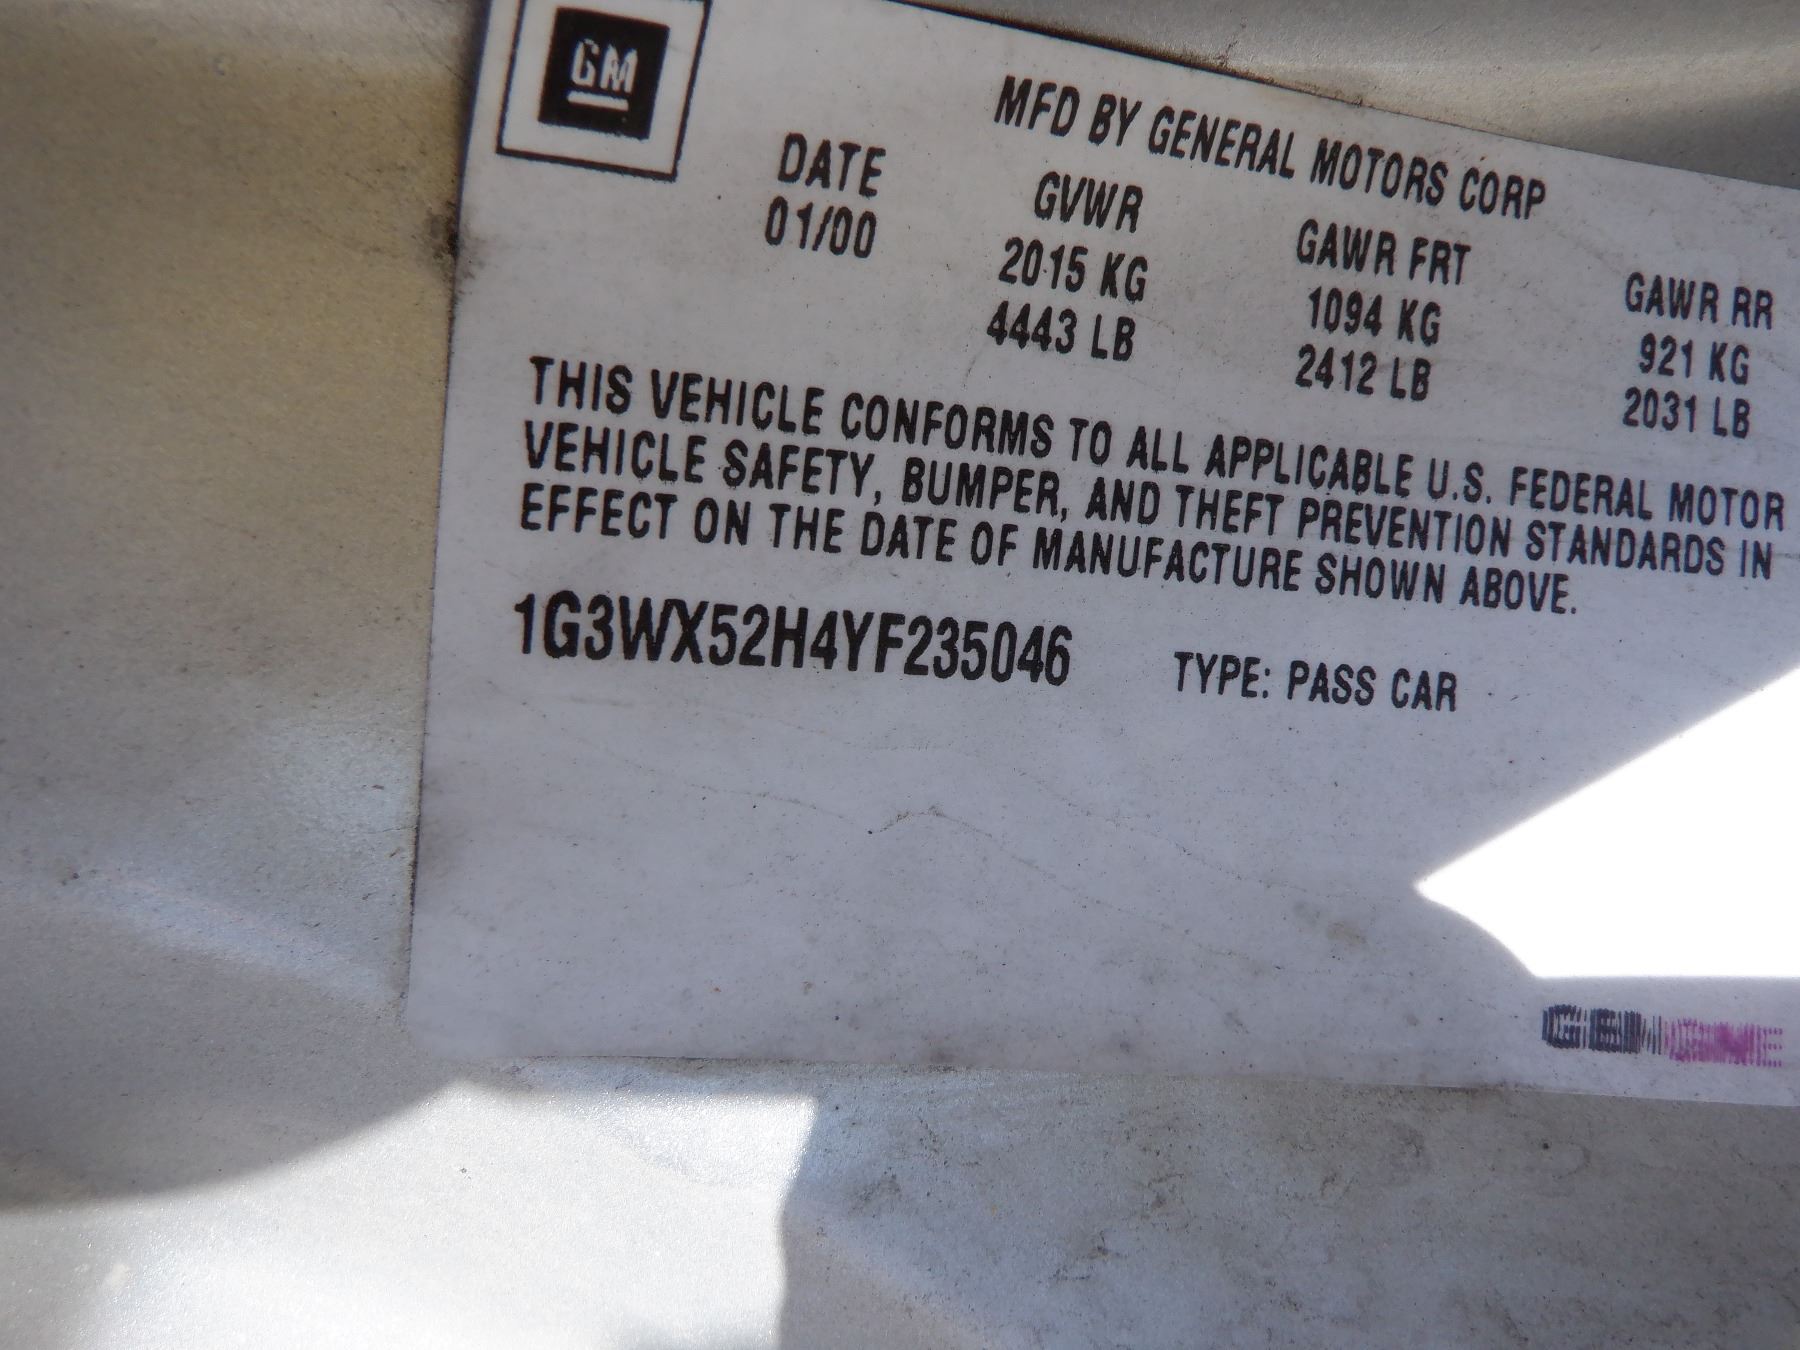 GM
MFD BY GENERAL MOTORS CORP
DATE GVWR GAWR FRT GAWR RR
01/00 2015 KG 1094 KG 921 KG
4443 LB 2412 LB 2031 LB
THIS VEHICLE CONFORMS TO ALL APPLICABLE U.S. FEDERAL MOTOR
VEHICLE SAFETY, BUMPER, AND THEFT PREVENTION STANDARDS IN
EFFECT ON THE DATE OF MANUFACTURE SHOWN ABOVE.
1G3WX52H4YF235046 TYPE: PASS CAR